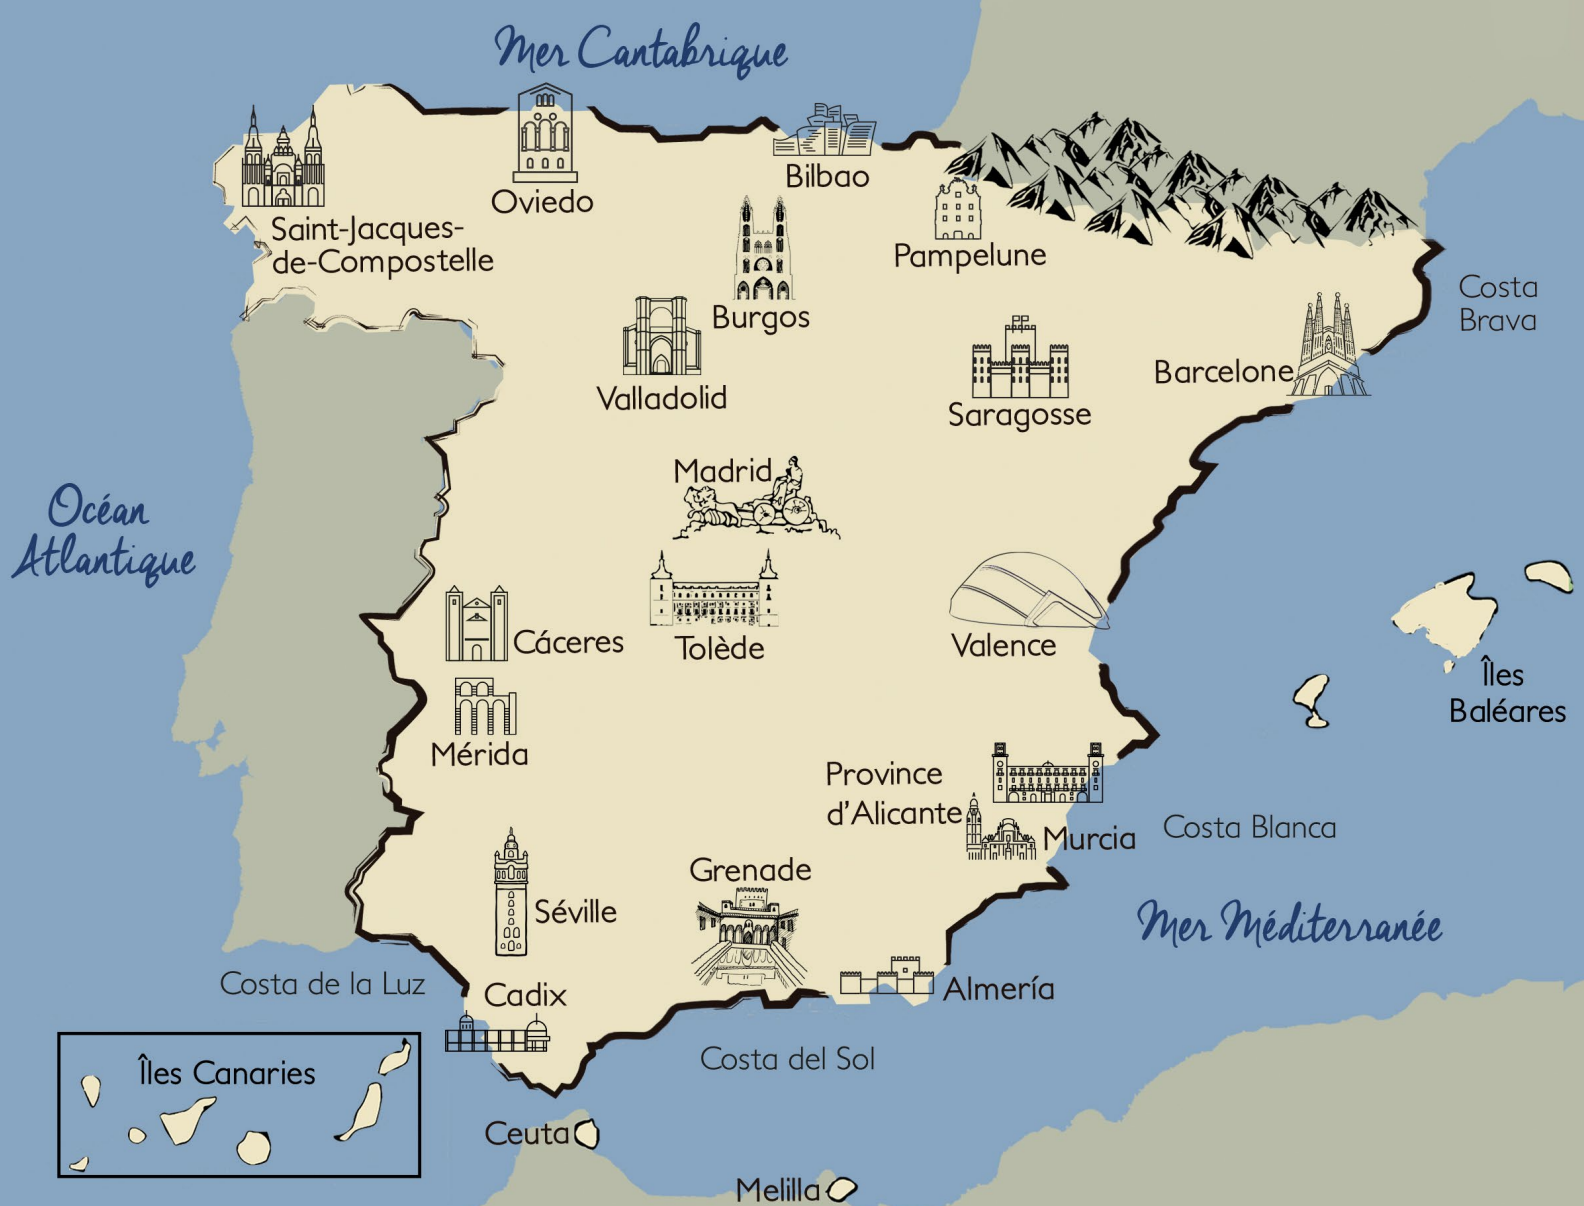 Mer Cantabrique
Bilbao
Oviedo
Saint-Jacques-
de-Compostelle
Pampelune
Burgos
Costa
Brava
Barcelone
Valladolid
Saragosse
Madrid
Océan
Atlantique
Cáceres
Tolède
Valence
Îles
Baléares
Mérida
Province
d'Alicante
Murcia
Costa Blanca
Grenade
Séville
Mer Méditerranée
Costa de la Luz
Cadix
Almería
Costa del Sol
Îles Canaries
Ceuta
Melilla